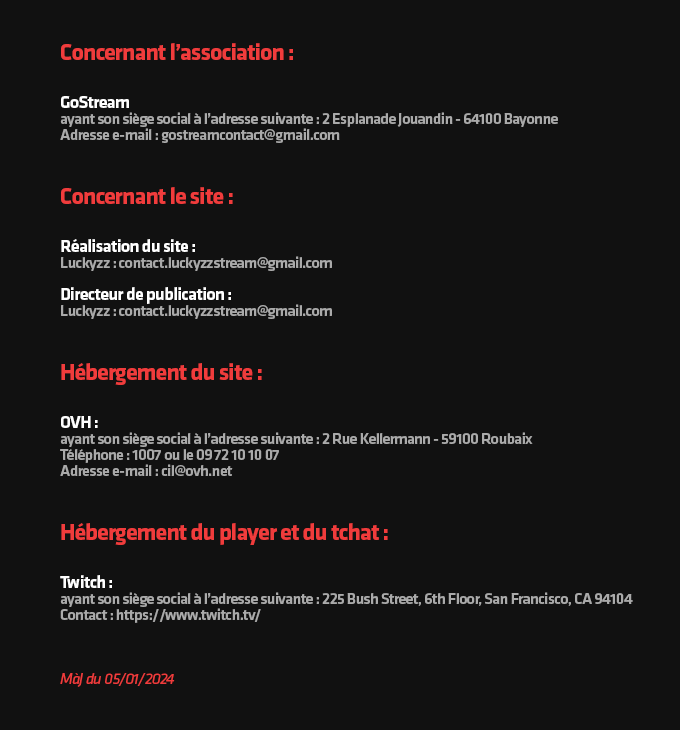 Concernant l'association :
GoStream
ayant son siège social à l'adresse suivante : 2 Esplanade Jouandin - 64100 Bayonne
Adresse e-mail : gostreamcontact@gmail.com
Concernant le site :
Réalisation du site :
Luckyzz : contact.luckyzzstream@gmail.com
Directeur de publication :
Luckyzz : contact.luckyzzstream@gmail.com
Hébergement du site :
OVH :
ayant son siège social à l'adresse suivante : 2 Rue Kellermann - 59100 Roubaix
Téléphone : 1007 ou le 09 72 10 10 07
Adresse e-mail : cil@ovh.net
Hébergement du player et du tchat :
Twitch :
ayant son siège social à l'adresse suivante : 225 Bush Street, 6th Floor, San Francisco, CA 94104
Contact : https://www.twitch.tv/
MàJ du 05/01/2024